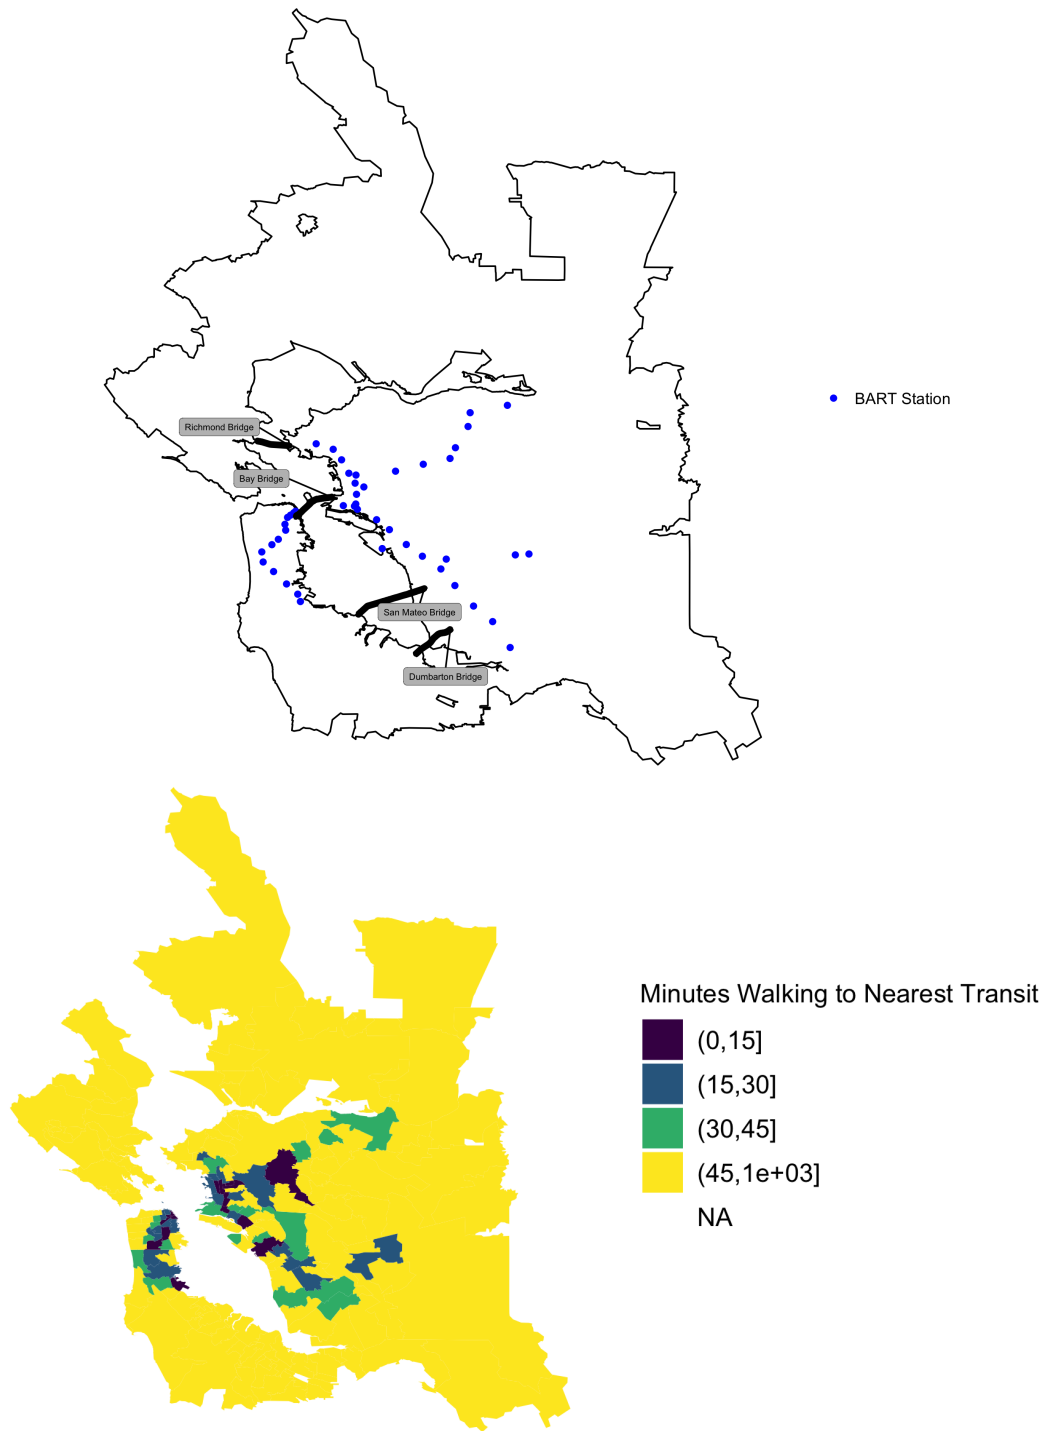 BART Station
Richmond Bridge
Bay Bridge
San Mateo Bridge
Dumbarton Bridge
Minutes Walking to Nearest Transit
(0,15]
(15,30]
(30,45]
(45,1e+03]
NA